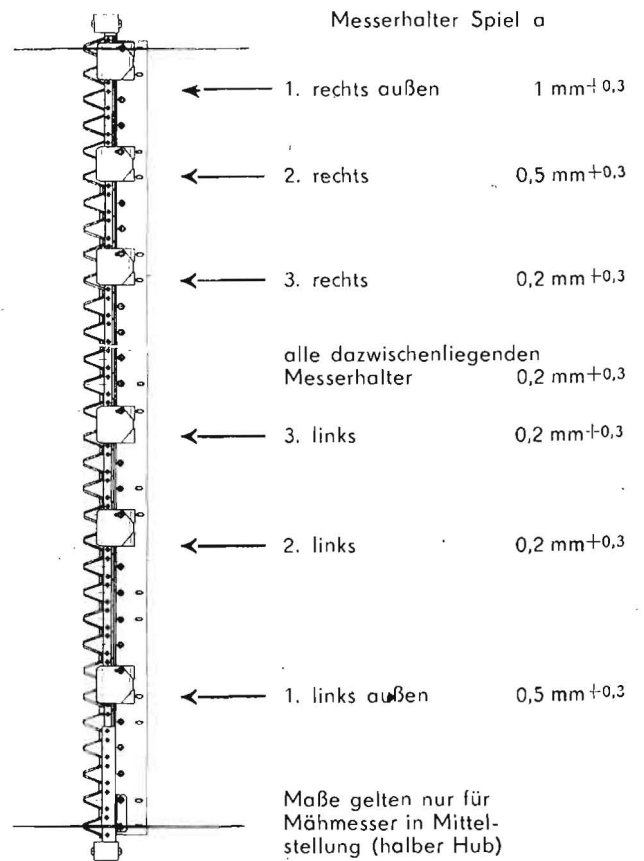 Messerhalter Spiel a
1. rechts außen 1 mm+0,3
2. rechts 0,5 mm+0,3
3. rechts 0,2 mm+0,3
alle dazwischenliegenden
Messerhalter 0,2 mm+0,3
3. links 0,2 mm+0,3
2. links 0,2 mm+0,3
1. links außen 0,5 mm+0,3
Maße gelten nur für
Mähmesser in Mittel-
stellung (halber Hub)